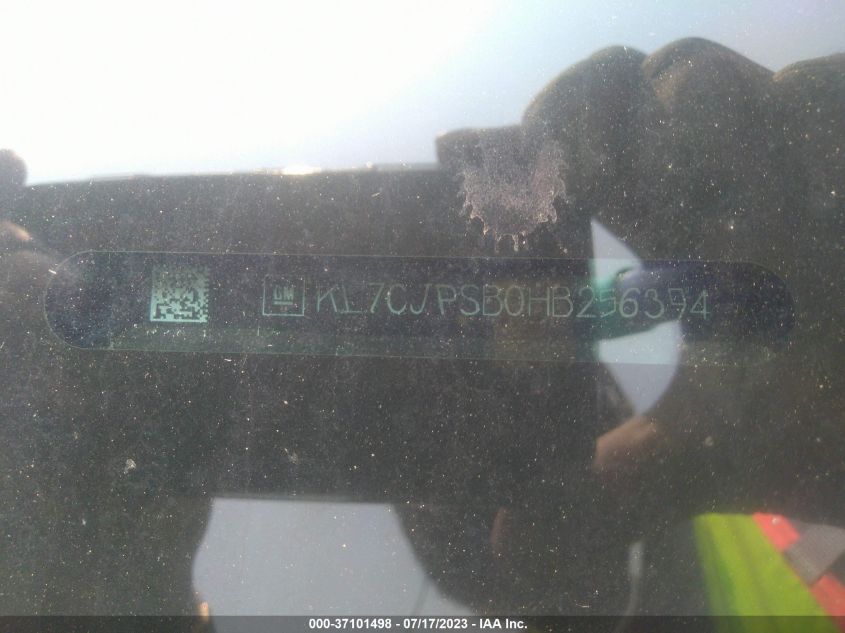 GM KL7CJPSB0HB256394
000-37101498 - 07/17/2023 - IAA Inc.